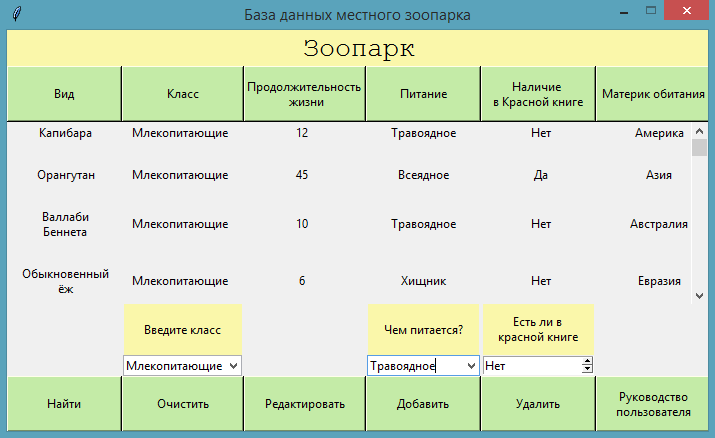 База данных местного зоопарка
Зоопарк
Вид Класс Продолжительность жизни Питание Наличие в Красной книге Материк обитания
Капибара Млекопитающие 12 Травоядное Нет Америка
Орангутан Млекопитающие 45 Всеядное Да Азия
Валлаби Беннета Млекопитающие 10 Травоядное Нет Австралия
Обыкновенный ёж Млекопитающие 6 Хищник Нет Евразия
Введите класс Чем питается? Есть ли в красной книге
Млекопитающие Травоядное Нет
Найти Очистить Редактировать Добавить Удалить Руководство пользователя